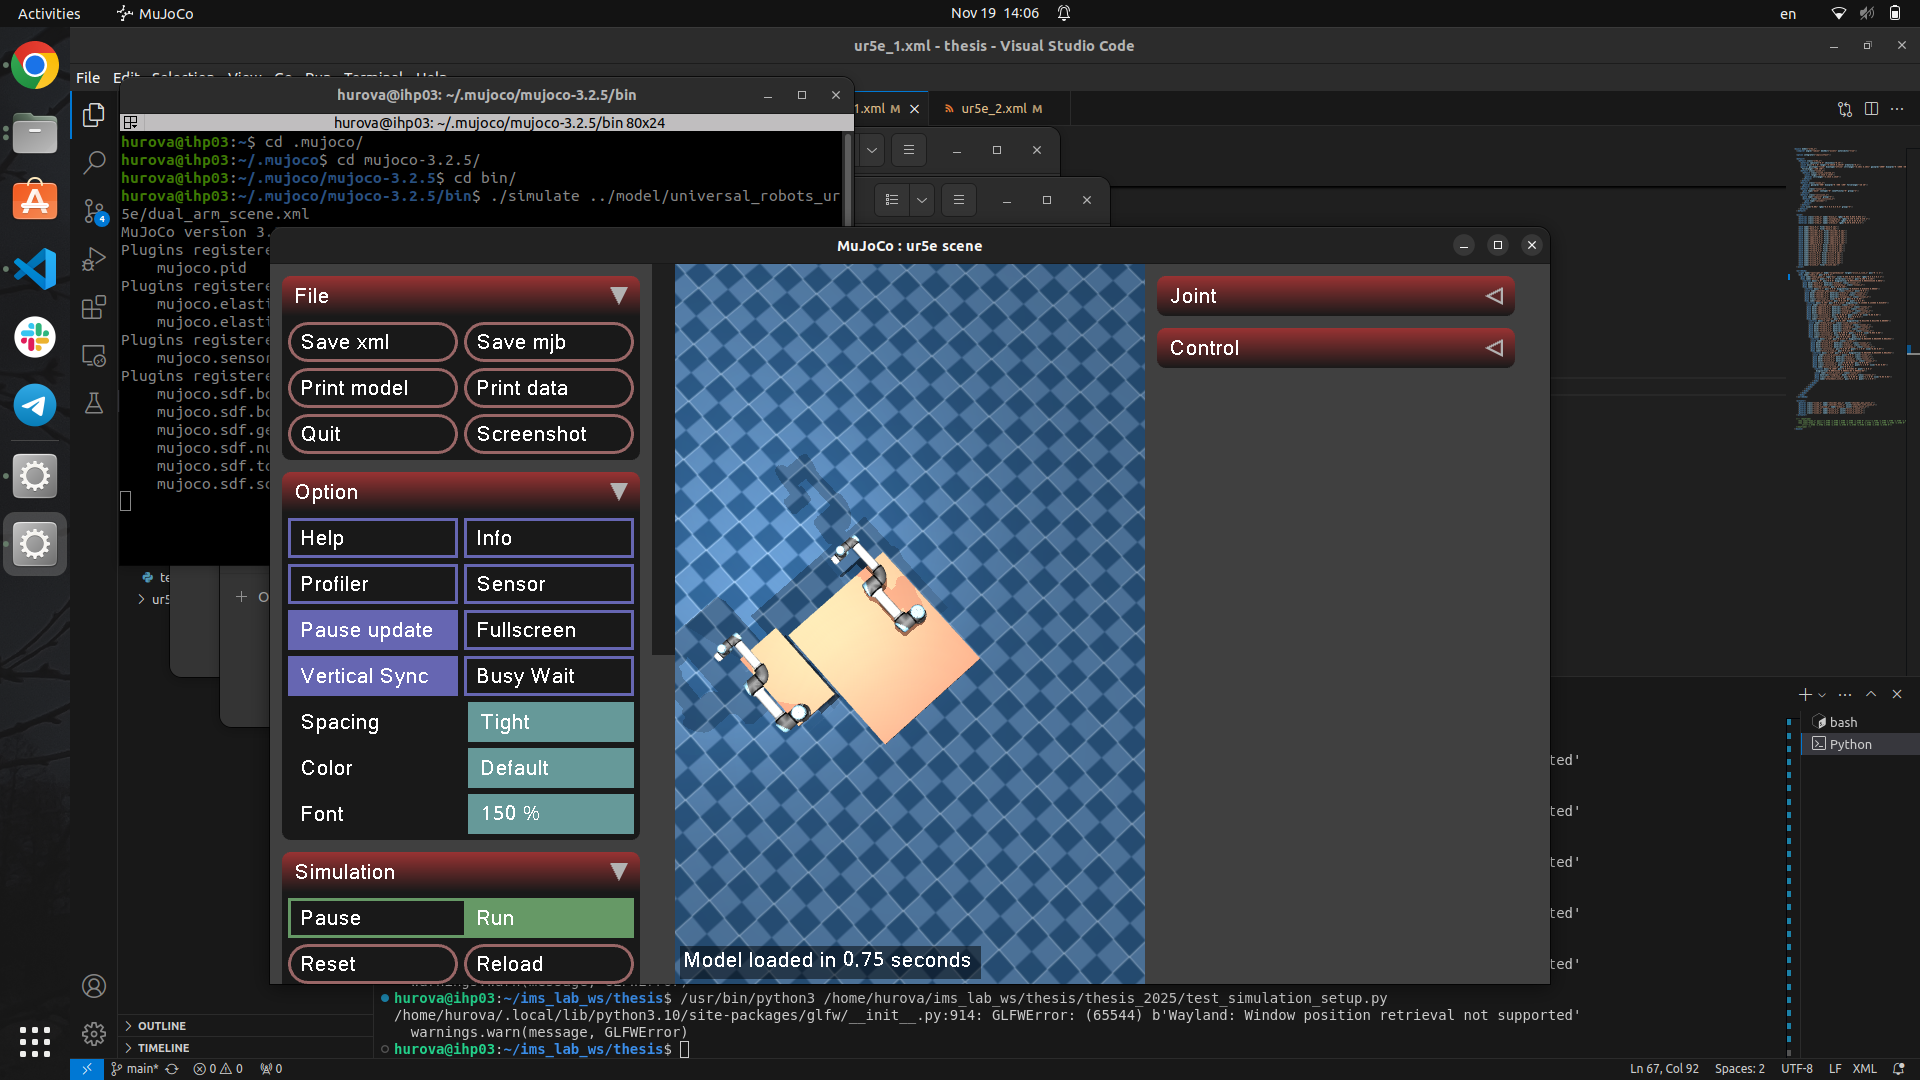 Activities
MuJoCo
Nov 19 14:06
en
ur5e_1.xml - thesis - Visual Studio Code
File Edit Selection View Go Run Terminal Help
hurova@ihp03: ~/.mujoco/mujoco-3.2.5/bin
hurova@ihp03: ~/.mujoco/mujoco-3.2.5/bin 80x24
hurova@ihp03:~$ cd .mujoco/
hurova@ihp03:~/.mujoco$ cd mujoco-3.2.5/
hurova@ihp03:~/.mujoco/mujoco-3.2.5$ cd bin/
hurova@ihp03:~/.mujoco/mujoco-3.2.5/bin$ ./simulate ../model/universal_robots_ur
5e/dual_arm_scene.xml
MuJoCo version 3.
Plugins registere
mujoco.pid
Plugins registere
mujoco.elasti
mujoco.elasti
Plugins registere
mujoco.sensor
Plugins registere
mujoco.sdf.bo
mujoco.sdf.bo
mujoco.sdf.ge
mujoco.sdf.nu
mujoco.sdf.to
1.xml M
ur5e_2.xml M
4
te
ur5
MuJoCo : ur5e scene
File
Save xml
Save mjb
Print model
Print data
Quit
Screenshot
Option
Help
Info
Profiler
Sensor
Pause update
Fullscreen
Vertical Sync
Busy Wait
Spacing
Tight
Color
Default
Font
150 %
Simulation
Pause
Run
Reset
Reload
Model loaded in 0.75 seconds
Joint
Control
bash
Python
ted'
ted'
ted'
ted'
ted'
warnings.warn(message, GLFWError)
hurova@ihp03:~/ims_lab_ws/thesis$ /usr/bin/python3 /home/hurova/ims_lab_ws/thesis/thesis_2025/test_simulation_setup.py
/home/hurova/.local/lib/python3.10/site-packages/glfw/__init__.py:914: GLFWError: (65544) b'Wayland: Window position retrieval not supported'
warnings.warn(message, GLFWError)
hurova@ihp03:~/ims_lab_ws/thesis$
OUTLINE
TIMELINE
main*
0 0
0
Ln 67, Col 92
Spaces: 2
UTF-8
LF
XML